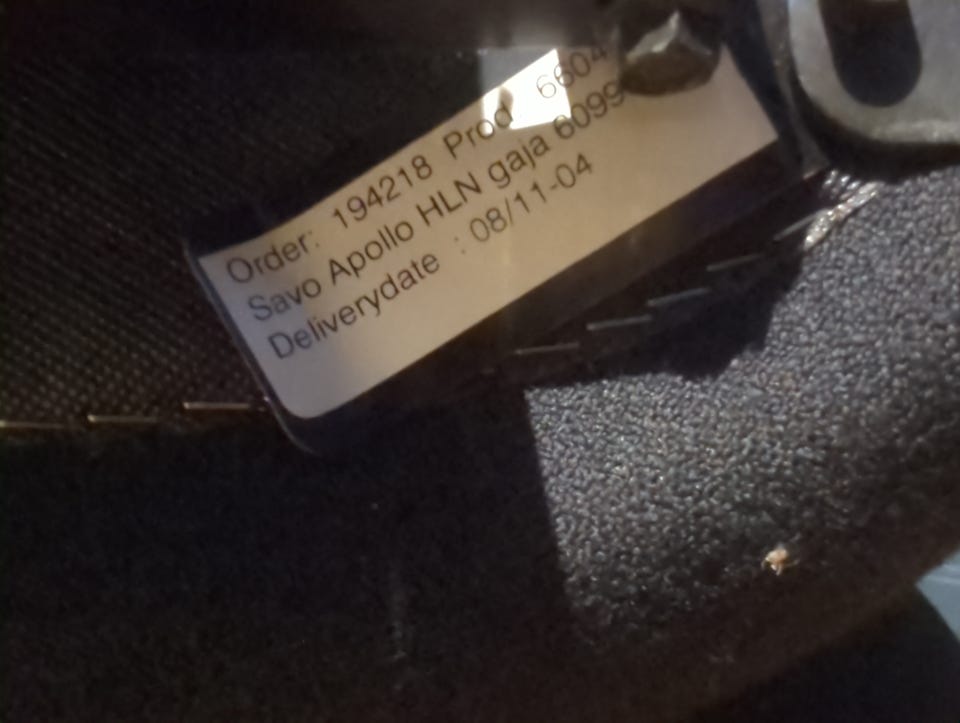 Order: 194218 Prod 6604
Savo Apollo HLN gaja 6099
Deliverydate : 08/11-04